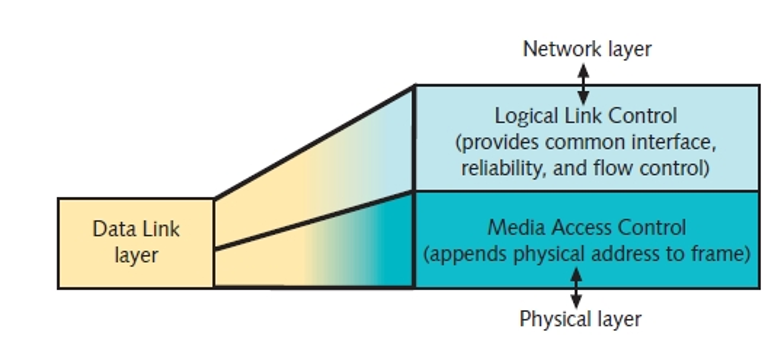 Network layer
Logical Link Control
(provides common interface,
reliability, and flow control)
Data Link
layer
Media Access Control
(appends physical address to frame)
Physical layer